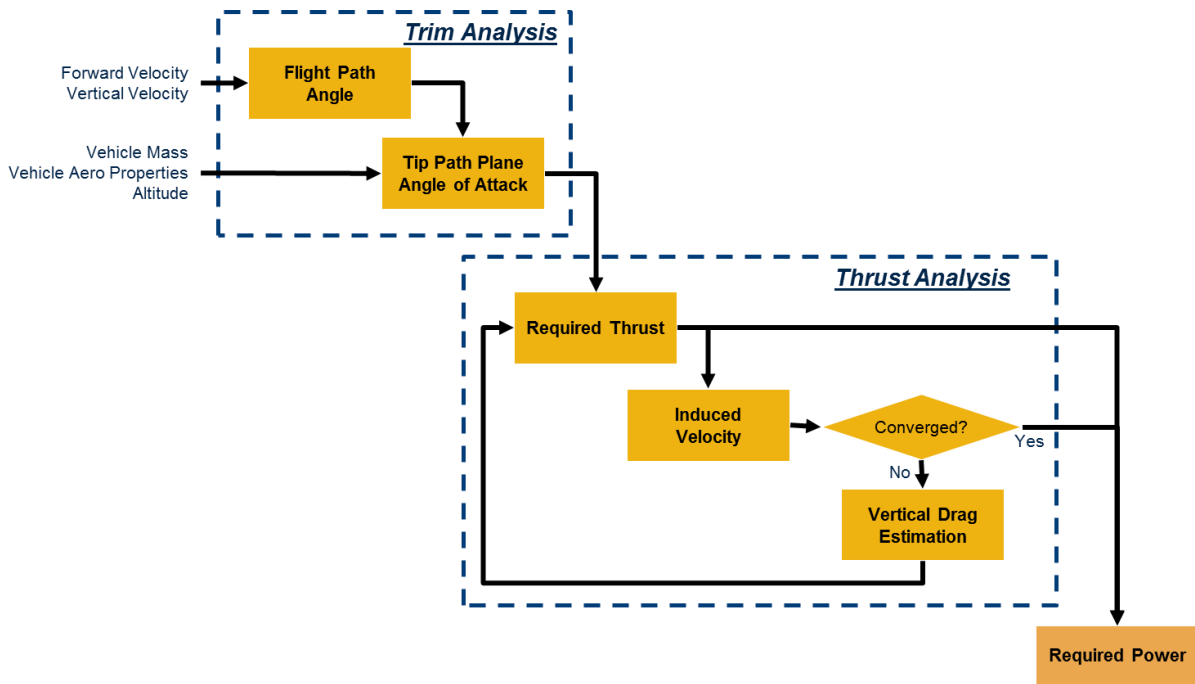 Trim Analysis
Forward Velocity
Vertical Velocity
Flight Path
Angle
Vehicle Mass
Vehicle Aero Properties
Altitude
Tip Path Plane
Angle of Attack
Thrust Analysis
Required Thrust
Induced
Velocity
Converged?
Yes
No
Vertical Drag
Estimation
Required Power